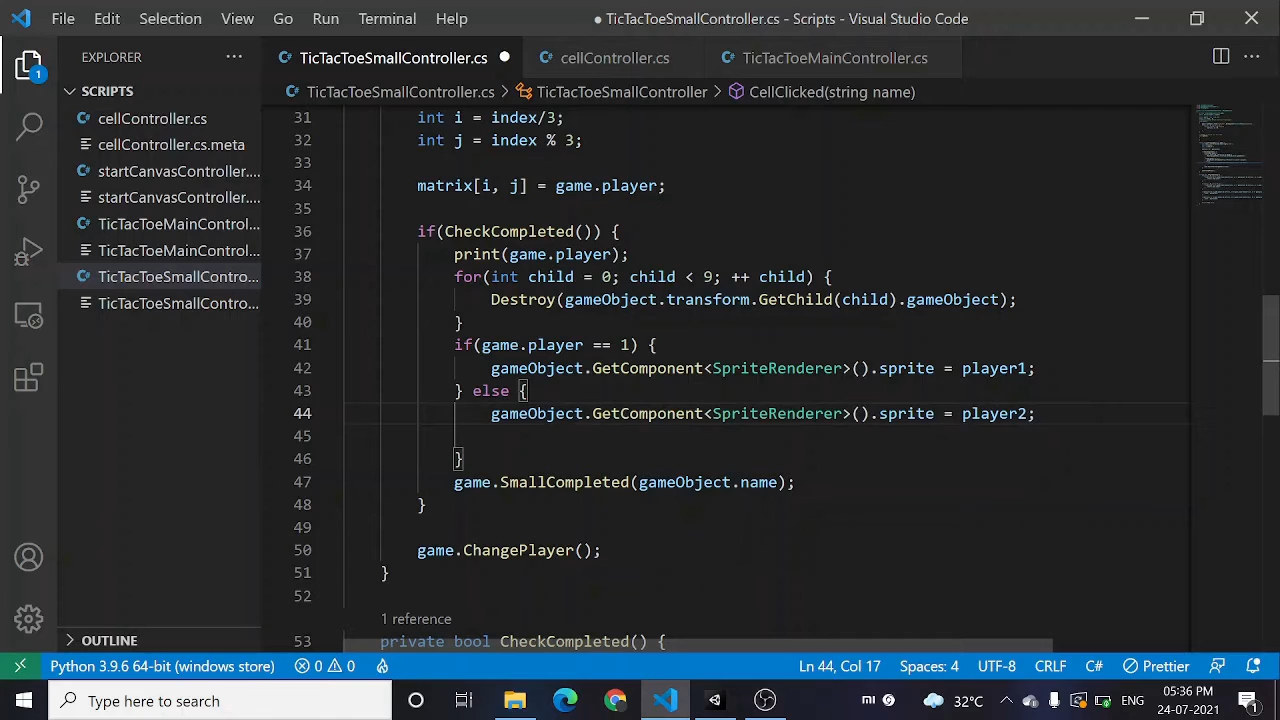 File Edit Selection View Go Run Terminal Help ● TicTacToeSmallController.cs - Scripts - Visual Studio Code
EXPLORER ···
TicTacToeSmallController.cs ● cellController.cs TicTacToeMainController.cs ···
SCRIPTS
TicTacToeSmallController.cs > TicTacToeSmallController > CellClicked(string name)
1
cellController.cs
cellController.cs.meta
startCanvasController....
startCanvasController....
TicTacToeMainControl...
TicTacToeMainControl...
TicTacToeSmallContro...
TicTacToeSmallContro...
OUTLINE
31 int i = index/3;
32 int j = index % 3;
33
34 matrix[i, j] = game.player;
35
36 if(CheckCompleted()) {
37 print(game.player);
38 for(int child = 0; child < 9; ++ child) {
39 Destroy(gameObject.transform.GetChild(child).gameObject);
40 }
41 if(game.player == 1) {
42 gameObject.GetComponent<SpriteRenderer>().sprite = player1;
43 } else {
44 gameObject.GetComponent<SpriteRenderer>().sprite = player2;
45
46 }
47 game.SmallCompleted(gameObject.name);
48 }
49
50 game.ChangePlayer();
51 }
52
1 reference
53 private bool CheckCompleted() {
Python 3.9.6 64-bit (windows store) 0 0 Ln 44, Col 17 Spaces: 4 UTF-8 CRLF C# Prettier
Type here to search mi 32°C ENG 05:36 PM
24-07-2021 1